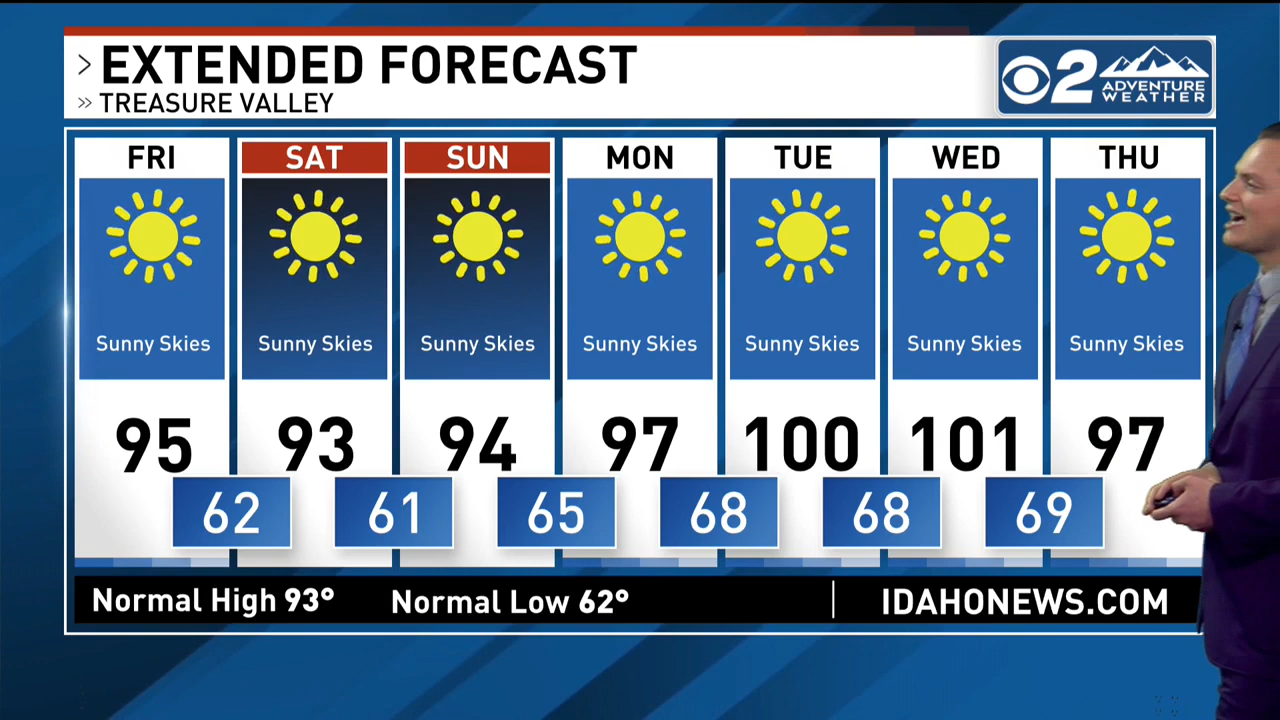 > EXTENDED FORECAST
» TREASURE VALLEY
2 ADVENTURE
WEATHER
FRI SAT SUN MON TUE WED THU
Sunny Skies Sunny Skies Sunny Skies Sunny Skies Sunny Skies Sunny Skies Sunny Skies
95 93 94 97 100 101 97
62 61 65 68 68 69
Normal High 93° Normal Low 62° IDAHONEWS.COM